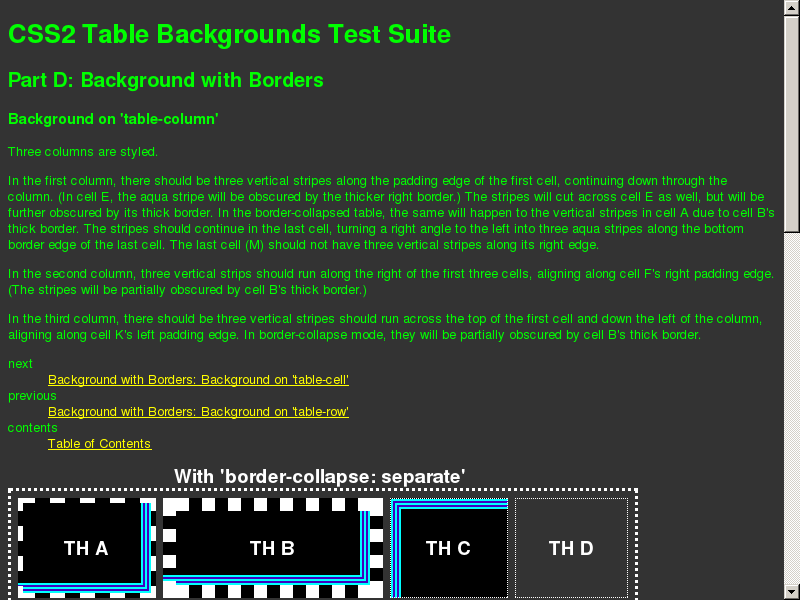 CSS2 Table Backgrounds Test Suite
Part D: Background with Borders
Background on 'table-column'
Three columns are styled.
In the first column, there should be three vertical stripes along the padding edge of the first cell, continuing down through the
column. (In cell E, the aqua stripe will be obscured by the thicker right border.) The stripes will cut across cell E as well, but will be
further obscured by its thick border. In the border-collapsed table, the same will happen to the vertical stripes in cell A due to cell B's
thick border. The stripes should continue in the last cell, turning a right angle to the left into three aqua stripes along the bottom
border edge of the last cell. The last cell (M) should not have three vertical stripes along its right edge.
In the second column, three vertical strips should run along the right of the first three cells, aligning along cell F's right padding edge.
(The stripes will be partially obscured by cell B's thick border.)
In the third column, there should be three vertical stripes should run across the top of the first cell and down the left of the column,
aligning along cell K's left padding edge. In border-collapse mode, they will be partially obscured by cell B's thick border.
next
Background with Borders: Background on 'table-cell'
previous
Background with Borders: Background on 'table-row'
contents
Table of Contents
With 'border-collapse: separate'
TH A TH B TH C TH D